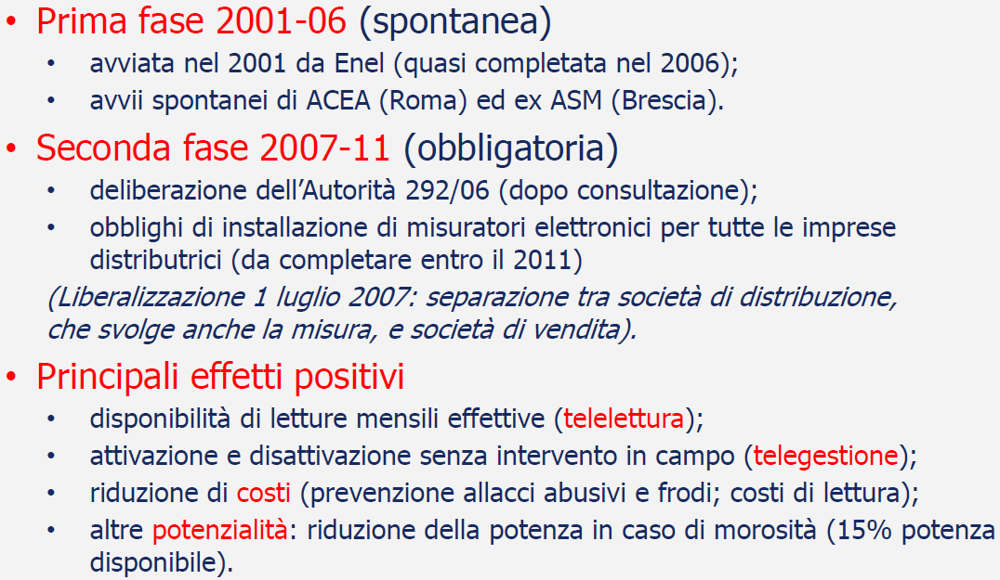 • Prima fase 2001-06 (spontanea)
• avviata nel 2001 da Enel (quasi completata nel 2006);
• avvii spontanei di ACEA (Roma) ed ex ASM (Brescia).
• Seconda fase 2007-11 (obbligatoria)
• deliberazione dell'Autorità 292/06 (dopo consultazione);
• obblighi di installazione di misuratori elettronici per tutte le imprese
distributrici (da completare entro il 2011)
(Liberalizzazione 1 luglio 2007: separazione tra società di distribuzione,
che svolge anche la misura, e società di vendita).
• Principali effetti positivi
• disponibilità di letture mensili effettive (telelettura);
• attivazione e disattivazione senza intervento in campo (telegestione);
• riduzione di costi (prevenzione allacci abusivi e frodi; costi di lettura);
• altre potenzialità: riduzione della potenza in caso di morosità (15% potenza
disponibile).